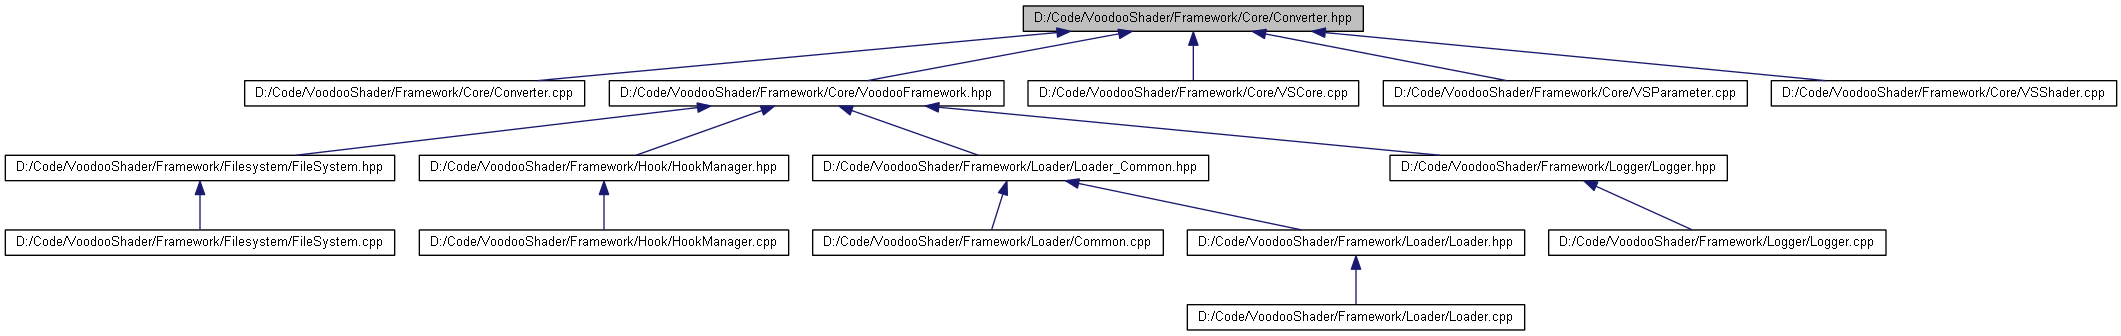 D:/Code/VoodooShader/Framework/Core/Converter.hpp
D:/Code/VoodooShader/Framework/Core/Converter.cpp
D:/Code/VoodooShader/Framework/Core/VoodooFramework.hpp
D:/Code/VoodooShader/Framework/Core/VSCore.cpp
D:/Code/VoodooShader/Framework/Core/VSParameter.cpp
D:/Code/VoodooShader/Framework/Core/VSShader.cpp
D:/Code/VoodooShader/Framework/Filesystem/FileSystem.hpp
D:/Code/VoodooShader/Framework/Hook/HookManager.hpp
D:/Code/VoodooShader/Framework/Loader/Loader_Common.hpp
D:/Code/VoodooShader/Framework/Logger/Logger.hpp
D:/Code/VoodooShader/Framework/Filesystem/FileSystem.cpp
D:/Code/VoodooShader/Framework/Hook/HookManager.cpp
D:/Code/VoodooShader/Framework/Loader/Common.cpp
D:/Code/VoodooShader/Framework/Loader/Loader.hpp
D:/Code/VoodooShader/Framework/Logger/Logger.cpp
D:/Code/VoodooShader/Framework/Loader/Loader.cpp